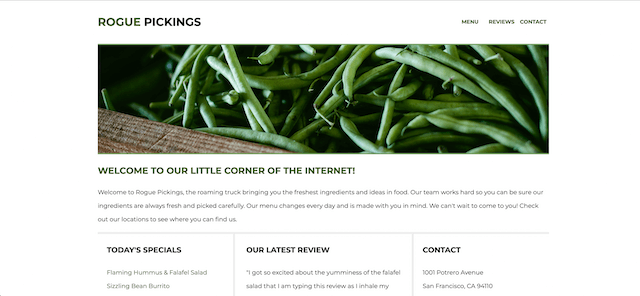 ROGUE PICKINGS
MENU REVIEWS CONTACT
WELCOME TO OUR LITTLE CORNER OF THE INTERNET!
Welcome to Rogue Pickings, the roaming truck bringing you the freshest ingredients and ideas in food. Our team works hard so you can be sure our
ingredients are always fresh and picked carefully. Our menu changes every day and is made with you in mind. We can't wait to come to you! Check
out our locations to see where you can find us.
TODAY'S SPECIALS
Flaming Hummus & Falafel Salad
Sizzling Bean Burrito
OUR LATEST REVIEW
"I got so excited about the yumminess of the falafel
salad that I am typing this review as I inhale my
CONTACT
1001 Potrero Avenue
San Francisco, CA 94110